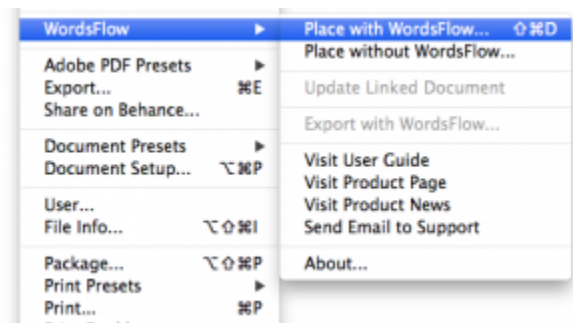 WordsFlow ▶
Adobe PDF Presets ▶
Export... ⌘E
Share on Behance...
Document Presets ▶
Document Setup... ⌥⌘P
User...
File Info... ⌥⇧⌘I
Package... ⌥⇧⌘P
Print Presets ▶
Print... ⌘P
Place with WordsFlow... ⇧⌘D
Place without WordsFlow...
Update Linked Document
Export with WordsFlow...
Visit User Guide
Visit Product Page
Visit Product News
Send Email to Support
About...